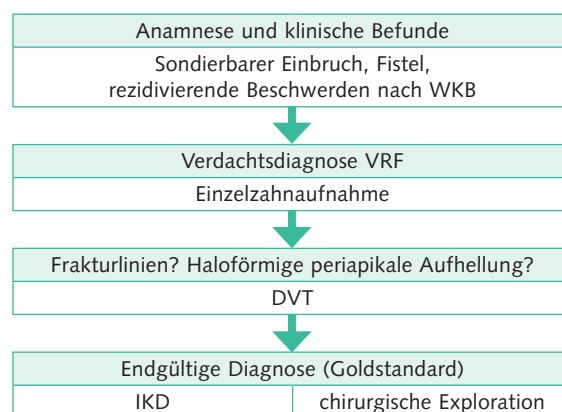 Anamnese und klinische Befunde
Sondierbarer Einbruch, Fistel,
rezidivierende Beschwerden nach WKB
Verdachtsdiagnose VRF
Einzelzahnaufnahme
Frakturlinien? Haloförmige periapikale Aufhellung?
DVT
Endgültige Diagnose (Goldstandard)
IKD
chirurgische Exploration